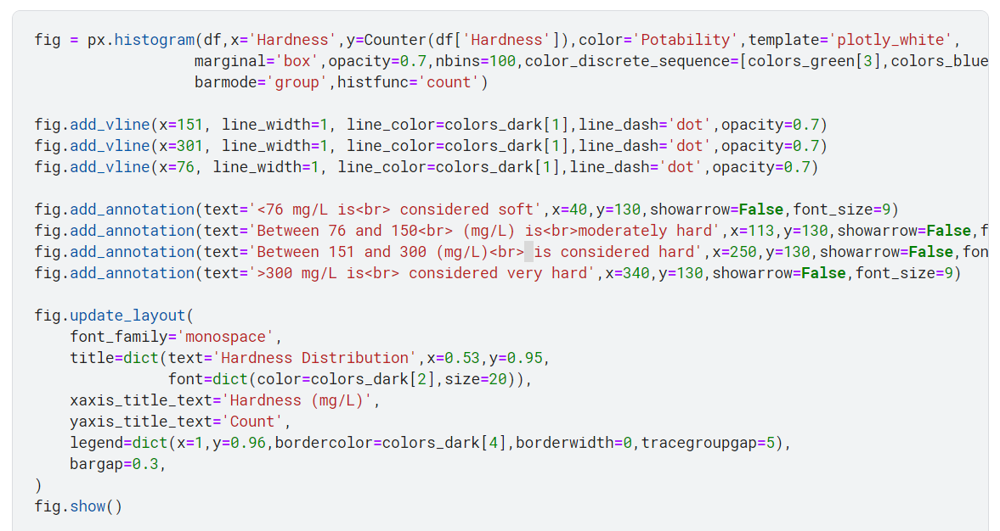 fig = px.histogram(df,x='Hardness',y=Counter(df['Hardness']),color='Potability',template='plotly_white',
                  marginal='box',opacity=0.7,nbins=100,color_discrete_sequence=[colors_green[3],colors_blue
                  barmode='group',histfunc='count')

fig.add_vline(x=151, line_width=1, line_color=colors_dark[1],line_dash='dot',opacity=0.7)
fig.add_vline(x=301, line_width=1, line_color=colors_dark[1],line_dash='dot',opacity=0.7)
fig.add_vline(x=76, line_width=1, line_color=colors_dark[1],line_dash='dot',opacity=0.7)

fig.add_annotation(text='<76 mg/L is<br> considered soft',x=40,y=130,showarrow=False,font_size=9)
fig.add_annotation(text='Between 76 and 150<br> (mg/L) is<br>moderately hard',x=113,y=130,showarrow=False,f
fig.add_annotation(text='Between 151 and 300 (mg/L)<br> is considered hard',x=250,y=130,showarrow=False,fon
fig.add_annotation(text='>300 mg/L is<br> considered very hard',x=340,y=130,showarrow=False,font_size=9)

fig.update_layout(
    font_family='monospace',
    title=dict(text='Hardness Distribution',x=0.53,y=0.95,
               font=dict(color=colors_dark[2],size=20)),
    xaxis_title_text='Hardness (mg/L)',
    yaxis_title_text='Count',
    legend=dict(x=1,y=0.96,bordercolor=colors_dark[4],borderwidth=0,tracegroupgap=5),
    bargap=0.3,
)
fig.show()